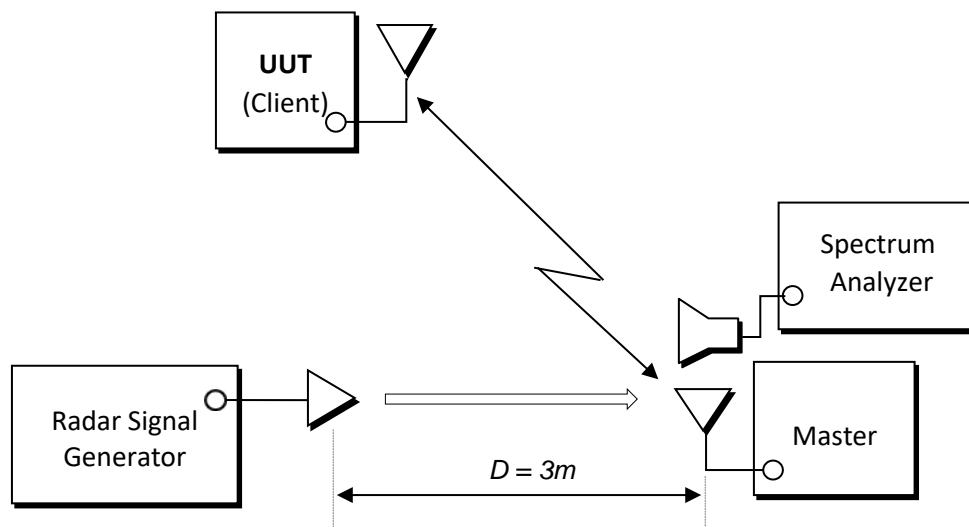 UUT
(Client)
Spectrum
Analyzer
Radar Signal
Generator
Master
D = 3m